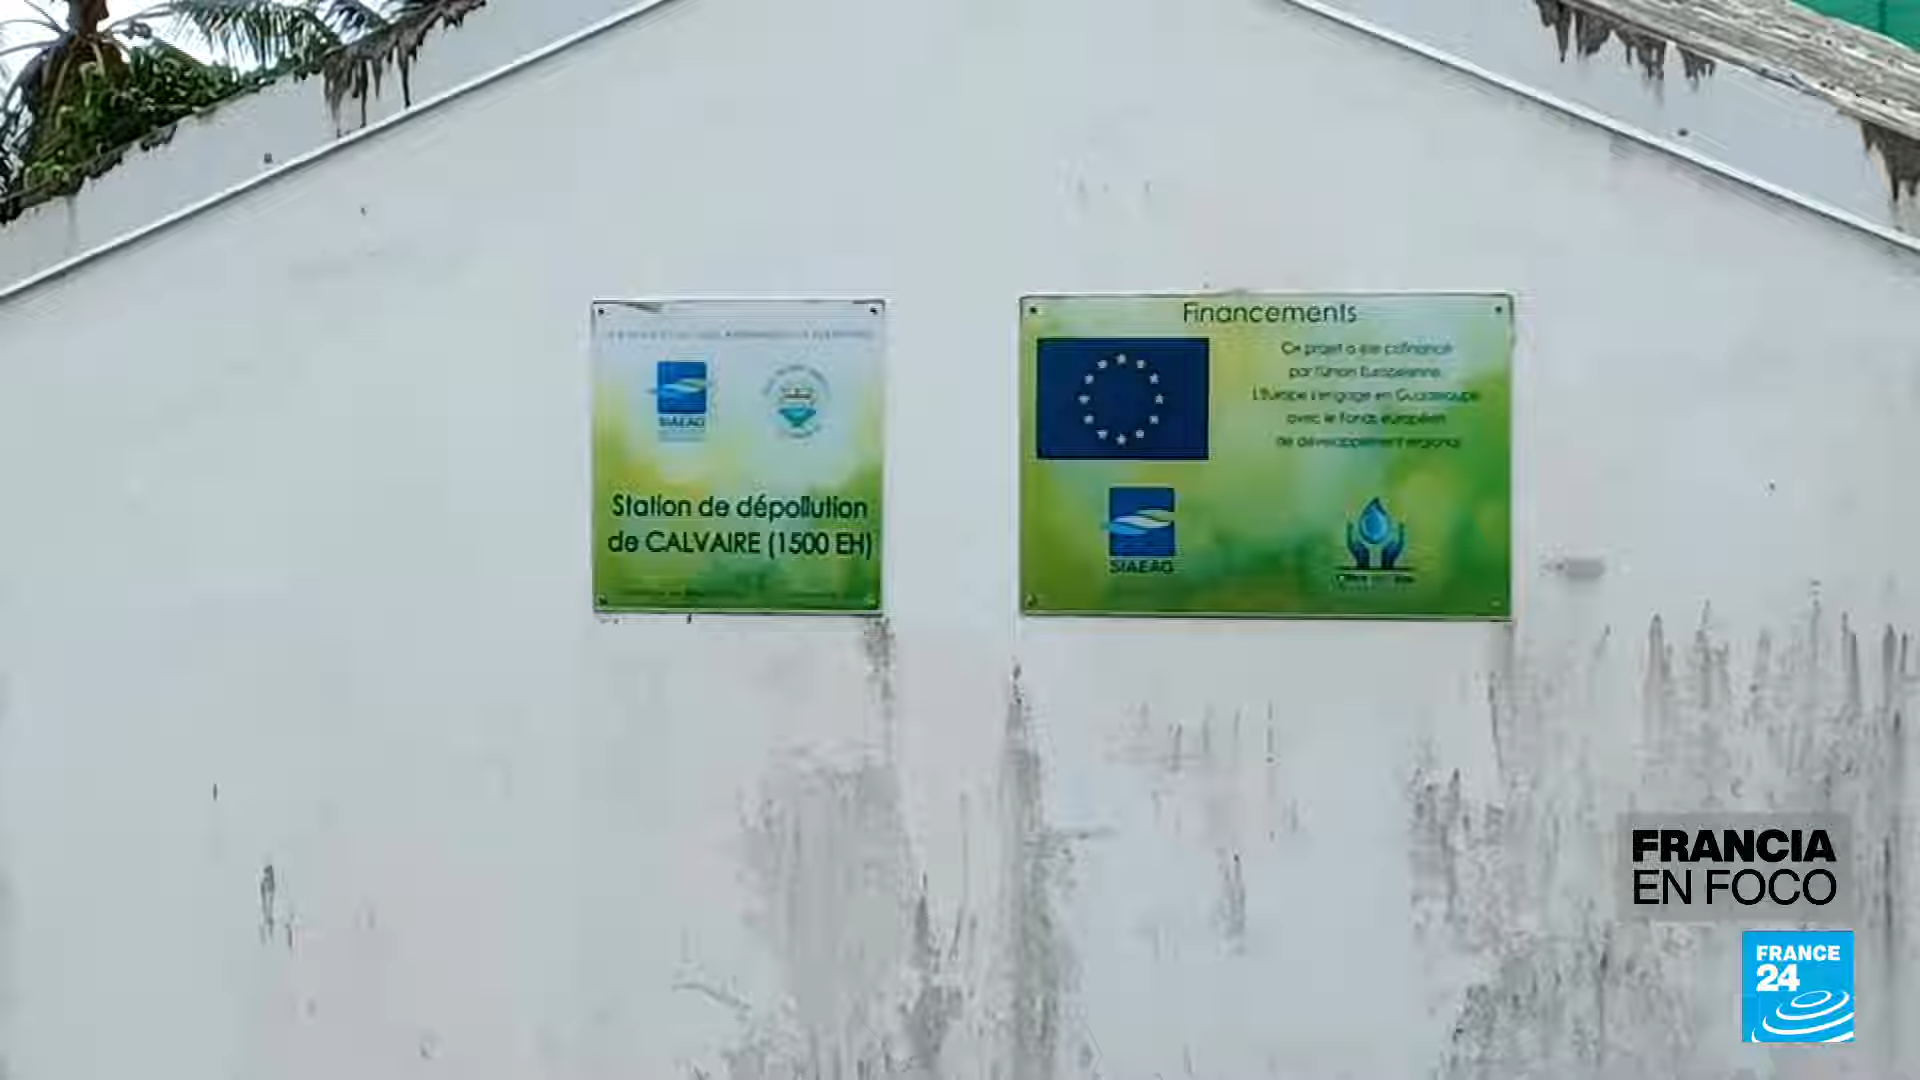 SIAEAG
Station de dépollution
de CALVAIRE (1500 EH)
Financements
Ce projet a été cofinancé
par l'Union Européenne.
L'Europe s'engage en Guadeloupe
avec le Fonds européen
de développement régional
SIAEAG
FRANCIA
EN FOCO
FRANCE
24